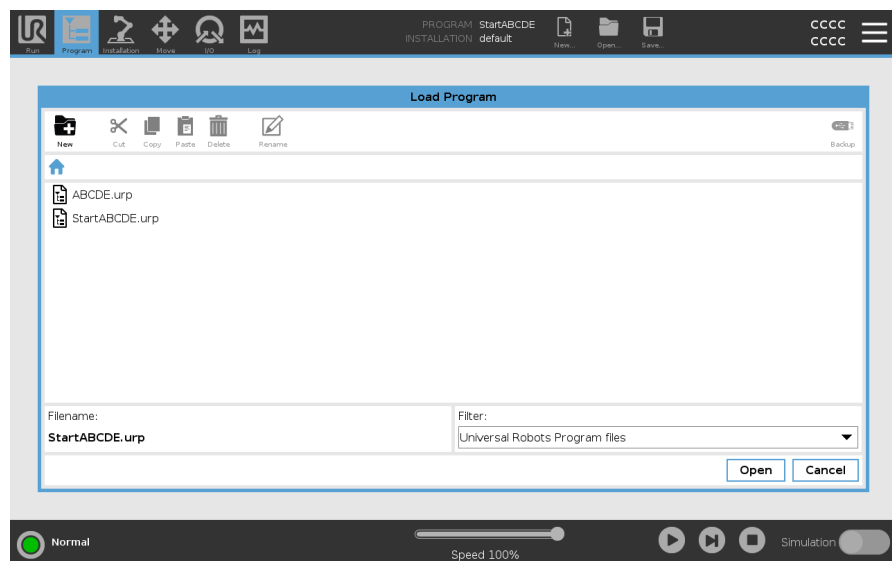 PROGRAM StartABCDE
INSTALLATION default
CCCC
CCCC
Run
Program
Installation
Move
I/O
Log
New...
Open...
Save...
Load Program
New
Cut
Copy
Paste
Delete
Rename
Backup
ABCDE.urp
StartABCDE.urp
Filename:
StartABCDE.urp
Filter:
Universal Robots Program files
Open
Cancel
Normal
Speed 100%
Simulation